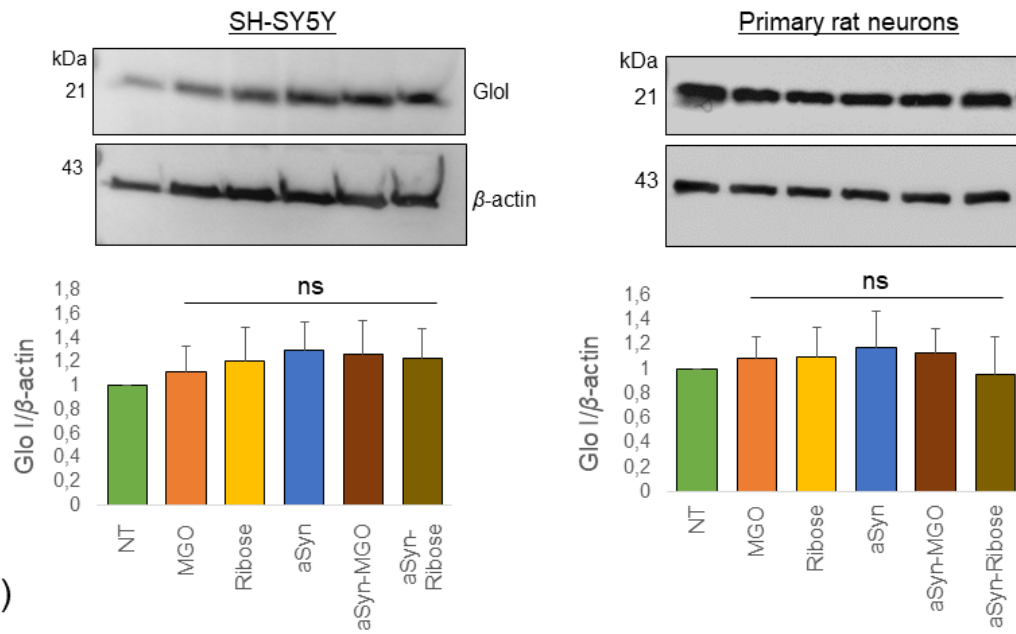 SH-SY5Y
kDa
21
GloI
43
β-actin
ns
1,8
1,6
1,4
1,2
1
0,8
0,6
0,4
0,2
0
Glo I/β-actin
NT
MGO
Ribose
aSyn
aSyn-MGO
aSyn-
Ribose
)
Primary rat neurons
kDa
21
43
ns
1,6
1,4
1,2
1
0,8
0,6
0,4
0,2
0
Glo I/β-actin
NT
MGO
Ribose
aSyn
aSyn-MGO
aSyn-Ribose